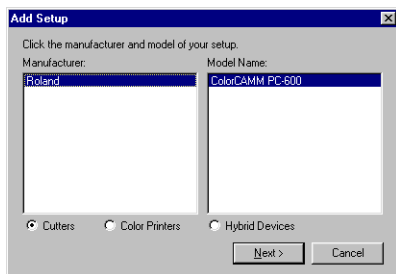 Add Setup
Click the manufacturer and model of your setup.
Manufacturer: Model Name:
Roland ColorCAMM PC-600
Cutters Color Printers Hybrid Devices
Next > Cancel